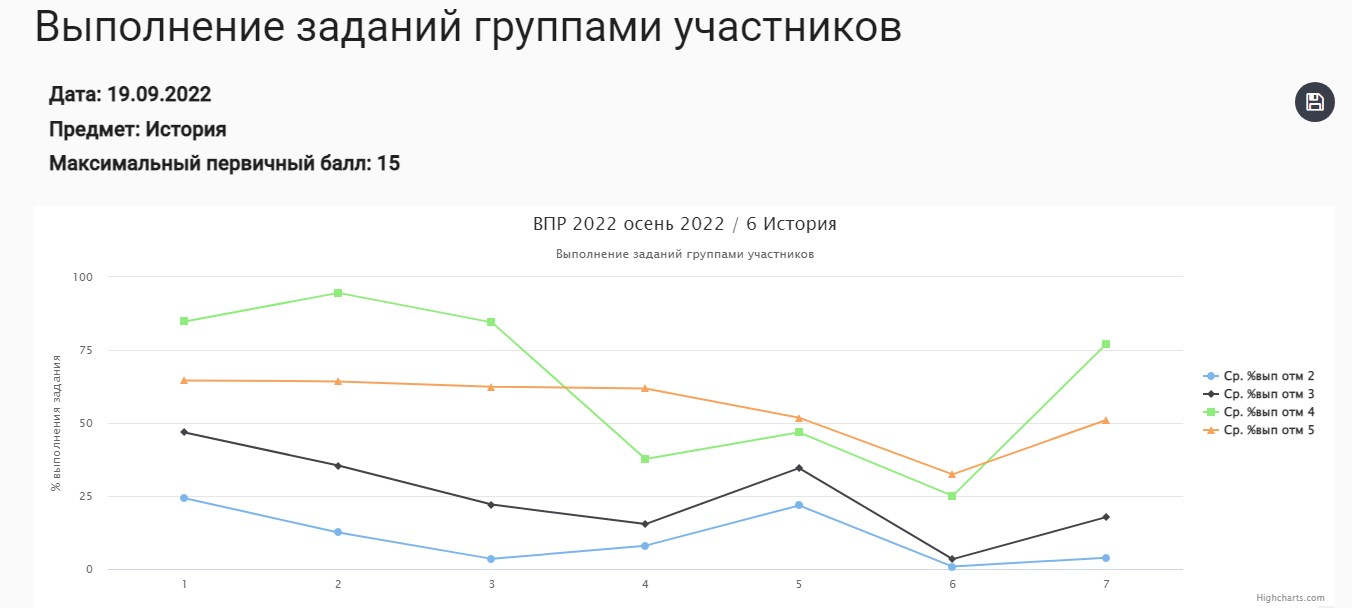 Выполнение заданий группами участников
Дата: 19.09.2022
Предмет: История
Максимальный первичный балл: 15
ВПР 2022 осень 2022 / 6 История
Выполнение заданий группами участников
% выполнения задания
100
75
50
25
0
1 2 3 4 5 6 7
Ср. %вып отм 2
Ср. %вып отм 3
Ср. %вып отм 4
Ср. %вып отм 5
Highcharts.com